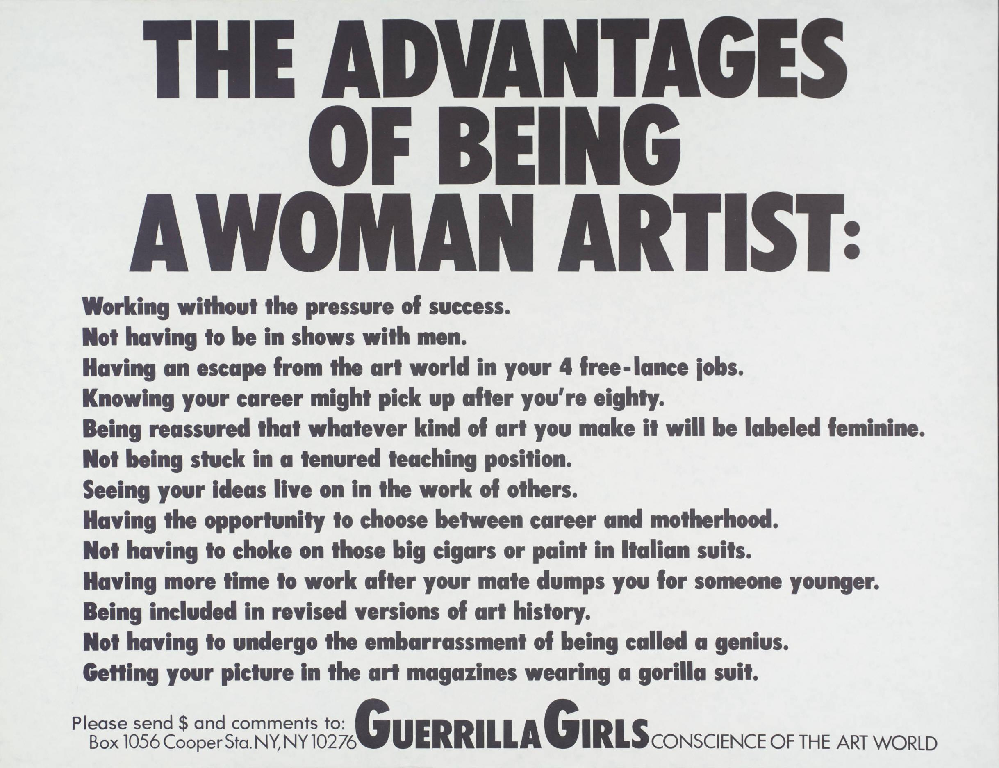 THE ADVANTAGES
OF BEING
A WOMAN ARTIST:
Working without the pressure of success.
Not having to be in shows with men.
Having an escape from the art world in your 4 free-lance jobs.
Knowing your career might pick up after you're eighty.
Being reassured that whatever kind of art you make it will be labeled feminine.
Not being stuck in a tenured teaching position.
Seeing your ideas live on in the work of others.
Having the opportunity to choose between career and motherhood.
Not having to choke on those big cigars or paint in Italian suits.
Having more time to work after your mate dumps you for someone younger.
Being included in revised versions of art history.
Not having to undergo the embarrassment of being called a genius.
Getting your picture in the art magazines wearing a gorilla suit.
Please send $ and comments to:
Box 1056 Cooper Sta. NY, NY 10276
GUERRILLA GIRLS CONSCIENCE OF THE ART WORLD